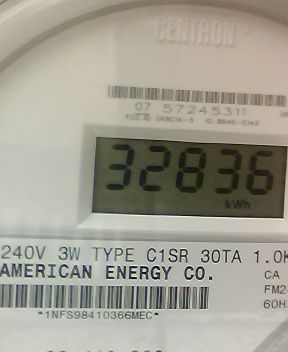 CENTRON
07 57245311
32836
kWh
240V 3W TYPE C1SR 30TA 1.0K
AMERICAN ENERGY CO.
CA
FM2
60H
*1NFS98410366MEC*